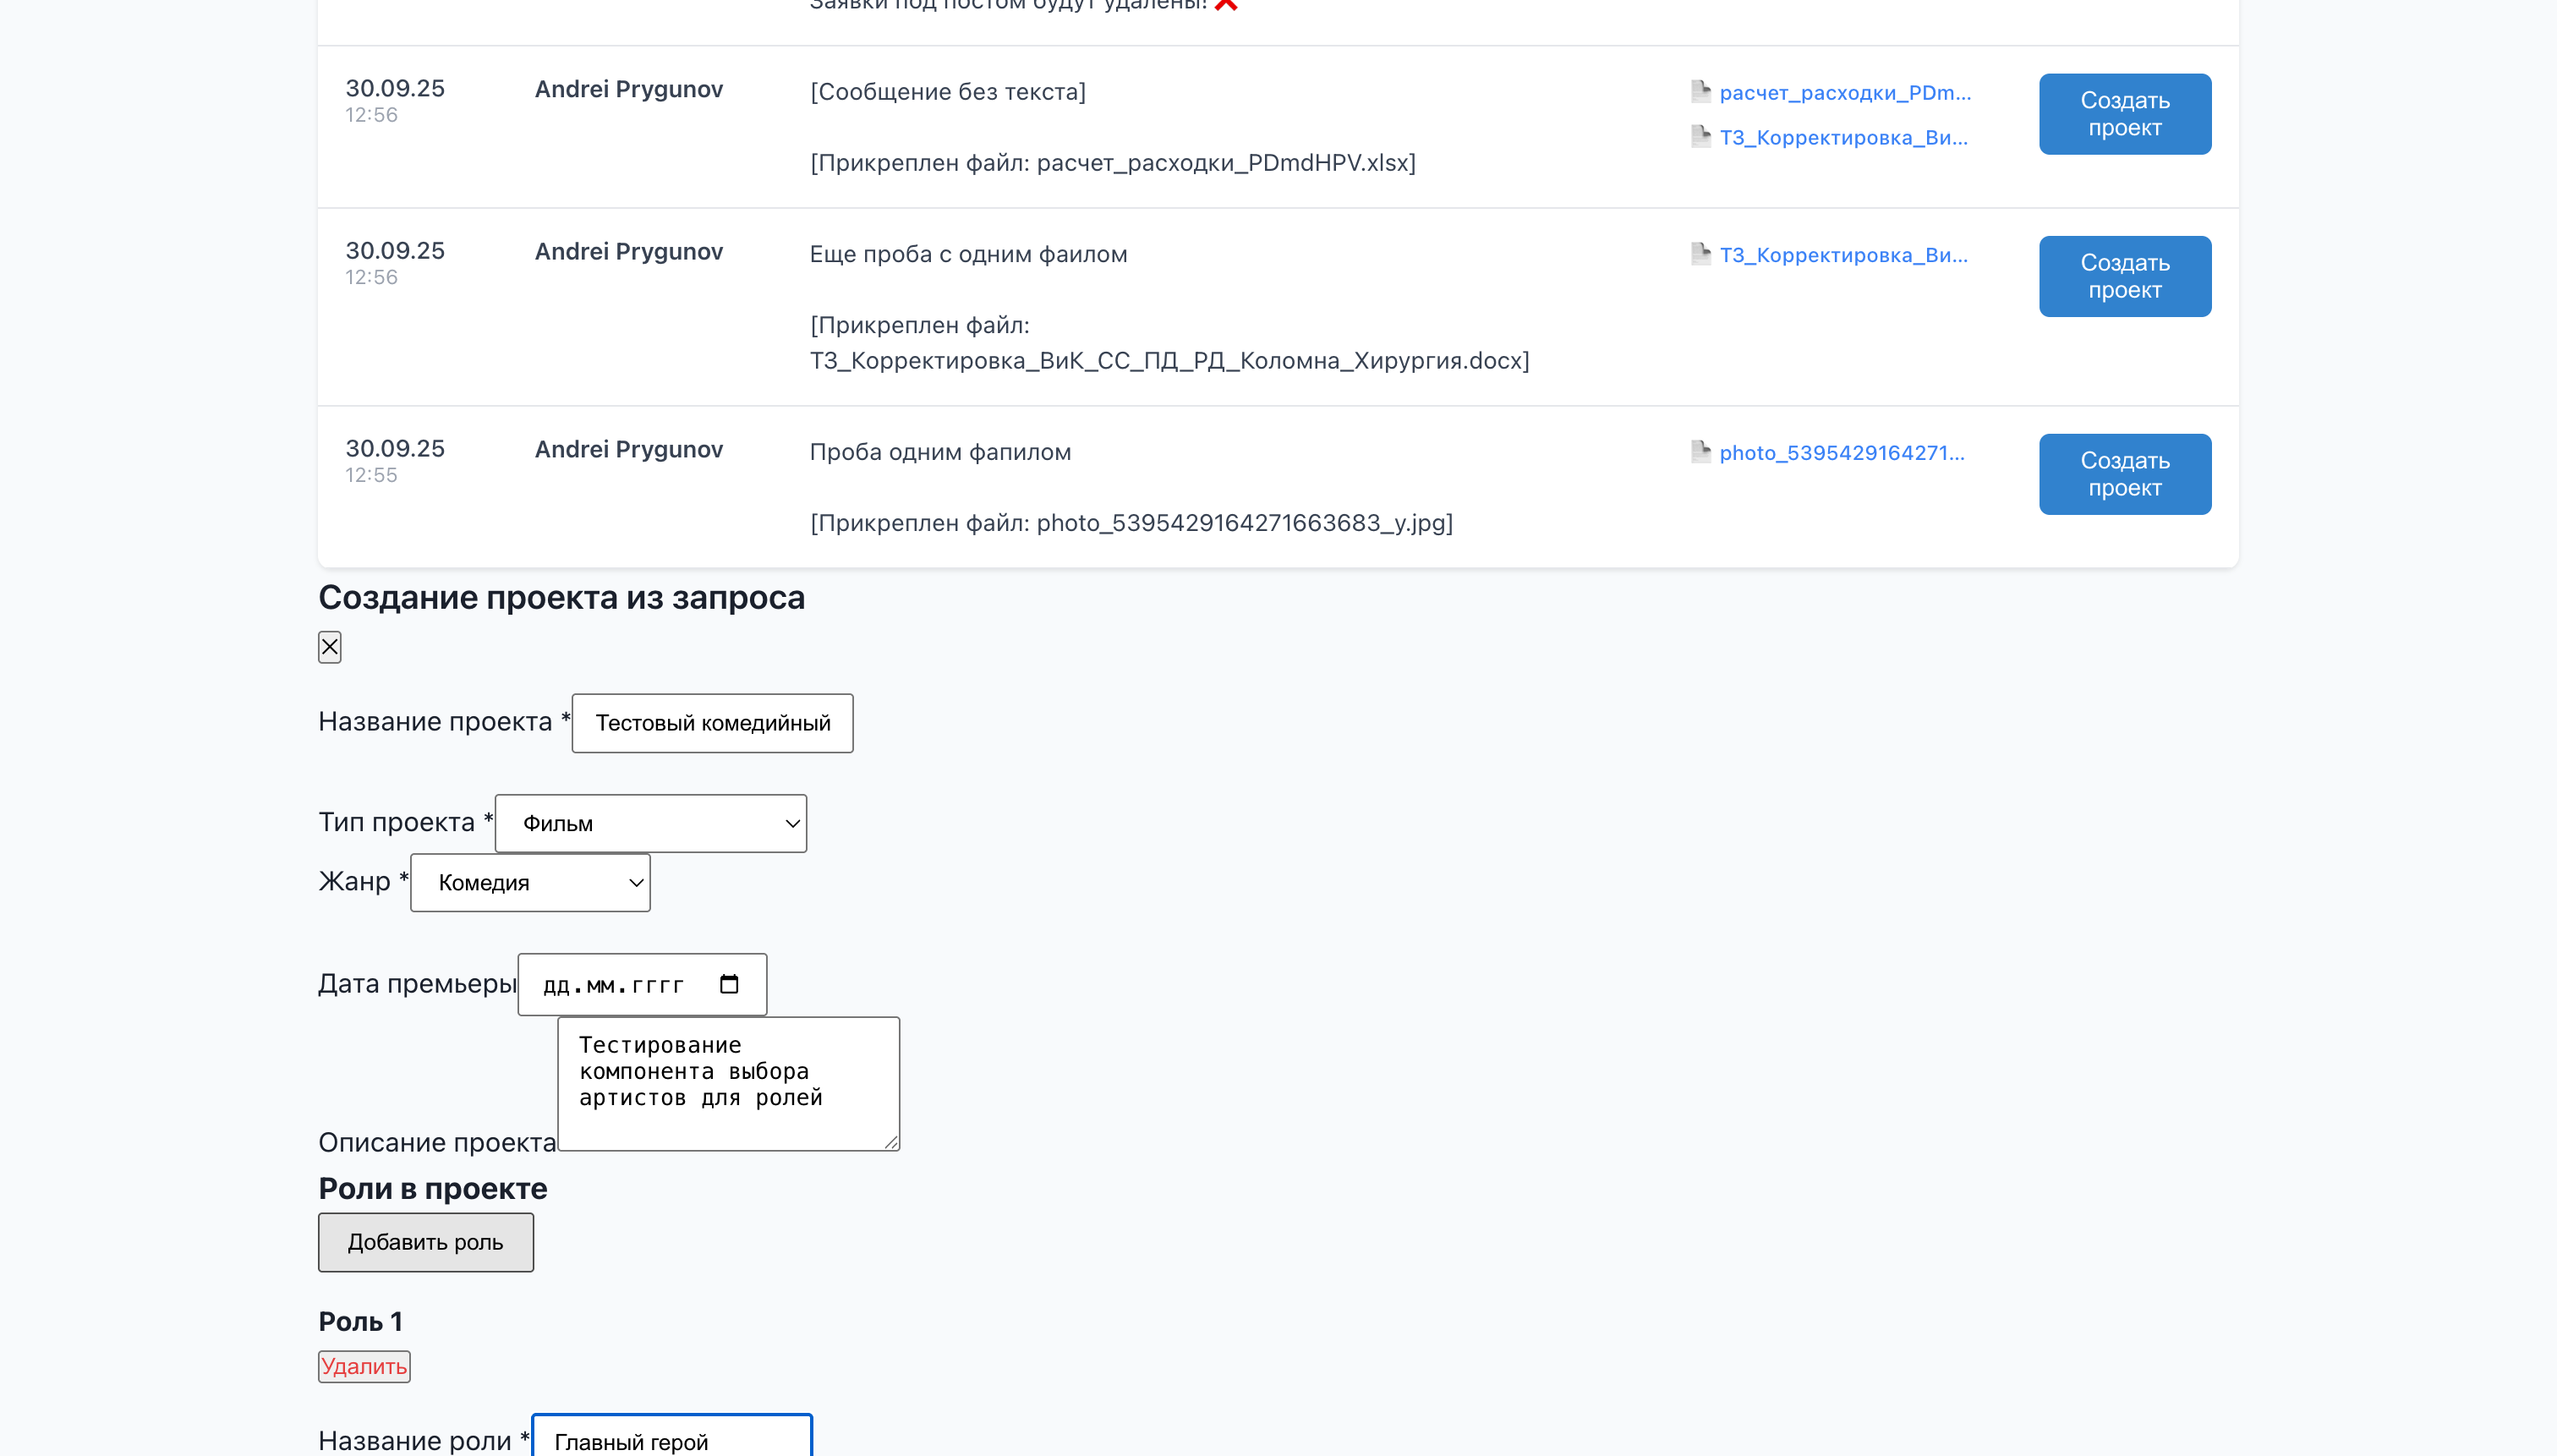 Заявки под постом будут удалены!
30.09.25
12:56
Andrei Prygunov
[Сообщение без текста]
[Прикреплен файл: расчет_расходки_PDmdHPV.xlsx]
расчет_расходки_PDm...
ТЗ_Корректировка_Ви...
Создать
проект
30.09.25
12:56
Andrei Prygunov
Еще проба с одним фаилом
[Прикреплен файл:
ТЗ_Корректировка_ВиК_СС_ПД_РД_Коломна_Хирургия.docx]
ТЗ_Корректировка_Ви...
Создать
проект
30.09.25
12:55
Andrei Prygunov
Проба одним фапилом
[Прикреплен файл: photo_5395429164271663683_y.jpg]
photo_5395429164271...
Создать
проект
Создание проекта из запроса
Название проекта * Тестовый комедийный
Тип проекта * Фильм
Жанр * Комедия
Дата премьеры дд.мм.гггг
Тестирование
компонента выбора
артистов для ролей
Описание проекта
Роли в проекте
Добавить роль
Роль 1
Удалить
Название роли * Главный герой